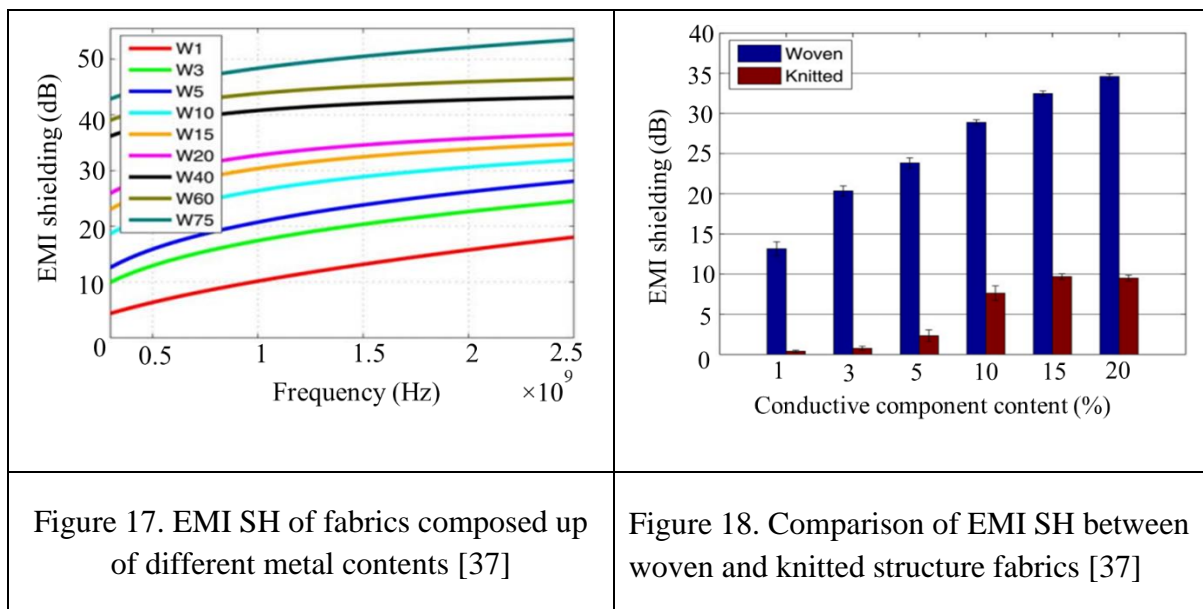 50
40
30
20
10
0
EMI shielding (dB)
W1
W3
W5
W10
W15
W20
W40
W60
W75
0.5
1
1.5
2
2.5
Frequency (Hz)
×10⁹
40
35
30
25
20
15
10
5
0
EMI shielding (dB)
Woven
Knitted
1
3
5
10
15
20
Conductive component content (%)
Figure 17. EMI SH of fabrics composed up
of different metal contents [37]
Figure 18. Comparison of EMI SH between
woven and knitted structure fabrics [37]